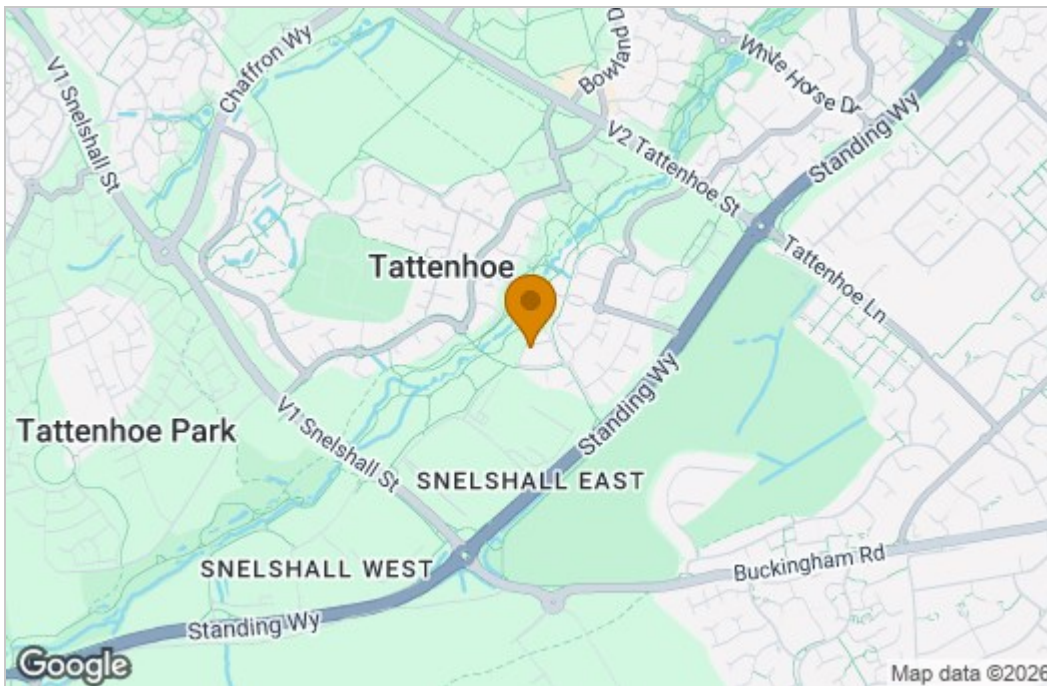 Chaffron Wy
V1 Snelshall St
Bowland D
White Horse Dr
V2 Tattenhoe St
Standing Wy
Tattenhoe
Tattenhoe Ln
Standing Wy
Tattenhoe Park
V1 Snelshall St
SNELSHALL EAST
SNELSHALL WEST
Buckingham Rd
Standing Wy
Google
Map data ©2026